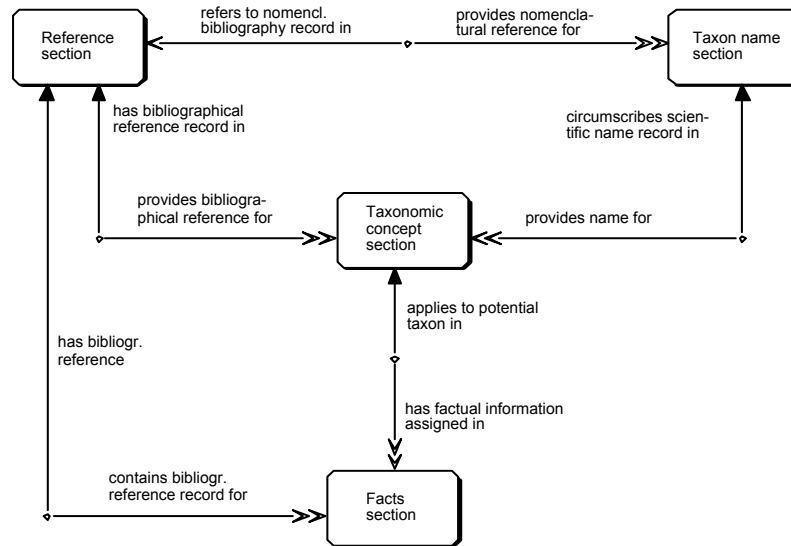 Reference
section
refers to nomencl.
bibliography record in
provides nomencla-
tural reference for
Taxon name
section
has bibliographical
reference record in
circumscribes scien-
tific name record in
provides bibliogra-
phical reference for
Taxonomic
concept
section
provides name for
applies to potential
taxon in
has bibliogr.
reference
has factual information
assigned in
contains bibliogr.
reference record for
Facts
section